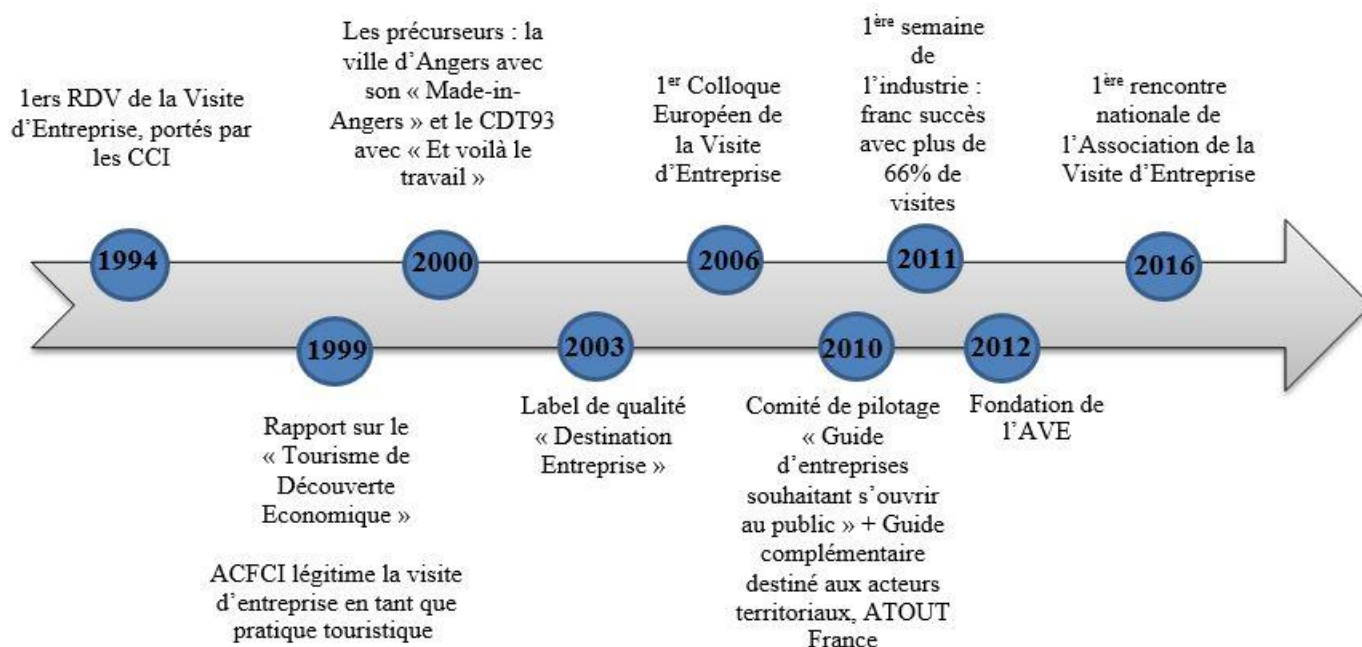 1ers RDV de la Visite
d'Entreprise, portés par
les CCI
Les précurseurs : la
ville d'Angers avec
son « Made-in-
Angers » et le CDT93
avec « Et voilà le
travail »
1er Colloque
Européen de
la Visite
d'Entreprise
1ère semaine
de
l'industrie :
franc succès
avec plus de
66% de
visites
1ère rencontre
nationale de
l'Association de la
Visite d'Entreprise
1994
2000
2006
2011
2016
1999
2003
2010
2012
Rapport sur le
« Tourisme de
Découverte
Economique »
ACFCI légitime la visite
d'entreprise en tant que
pratique touristique
Label de qualité
« Destination
Entreprise »
Comité de pilotage
« Guide
d'entreprises
souhaitant s'ouvrir
au public » + Guide
complémentaire
destiné aux acteurs
territoriaux, ATOUT
France
Fondation de
l'AVE